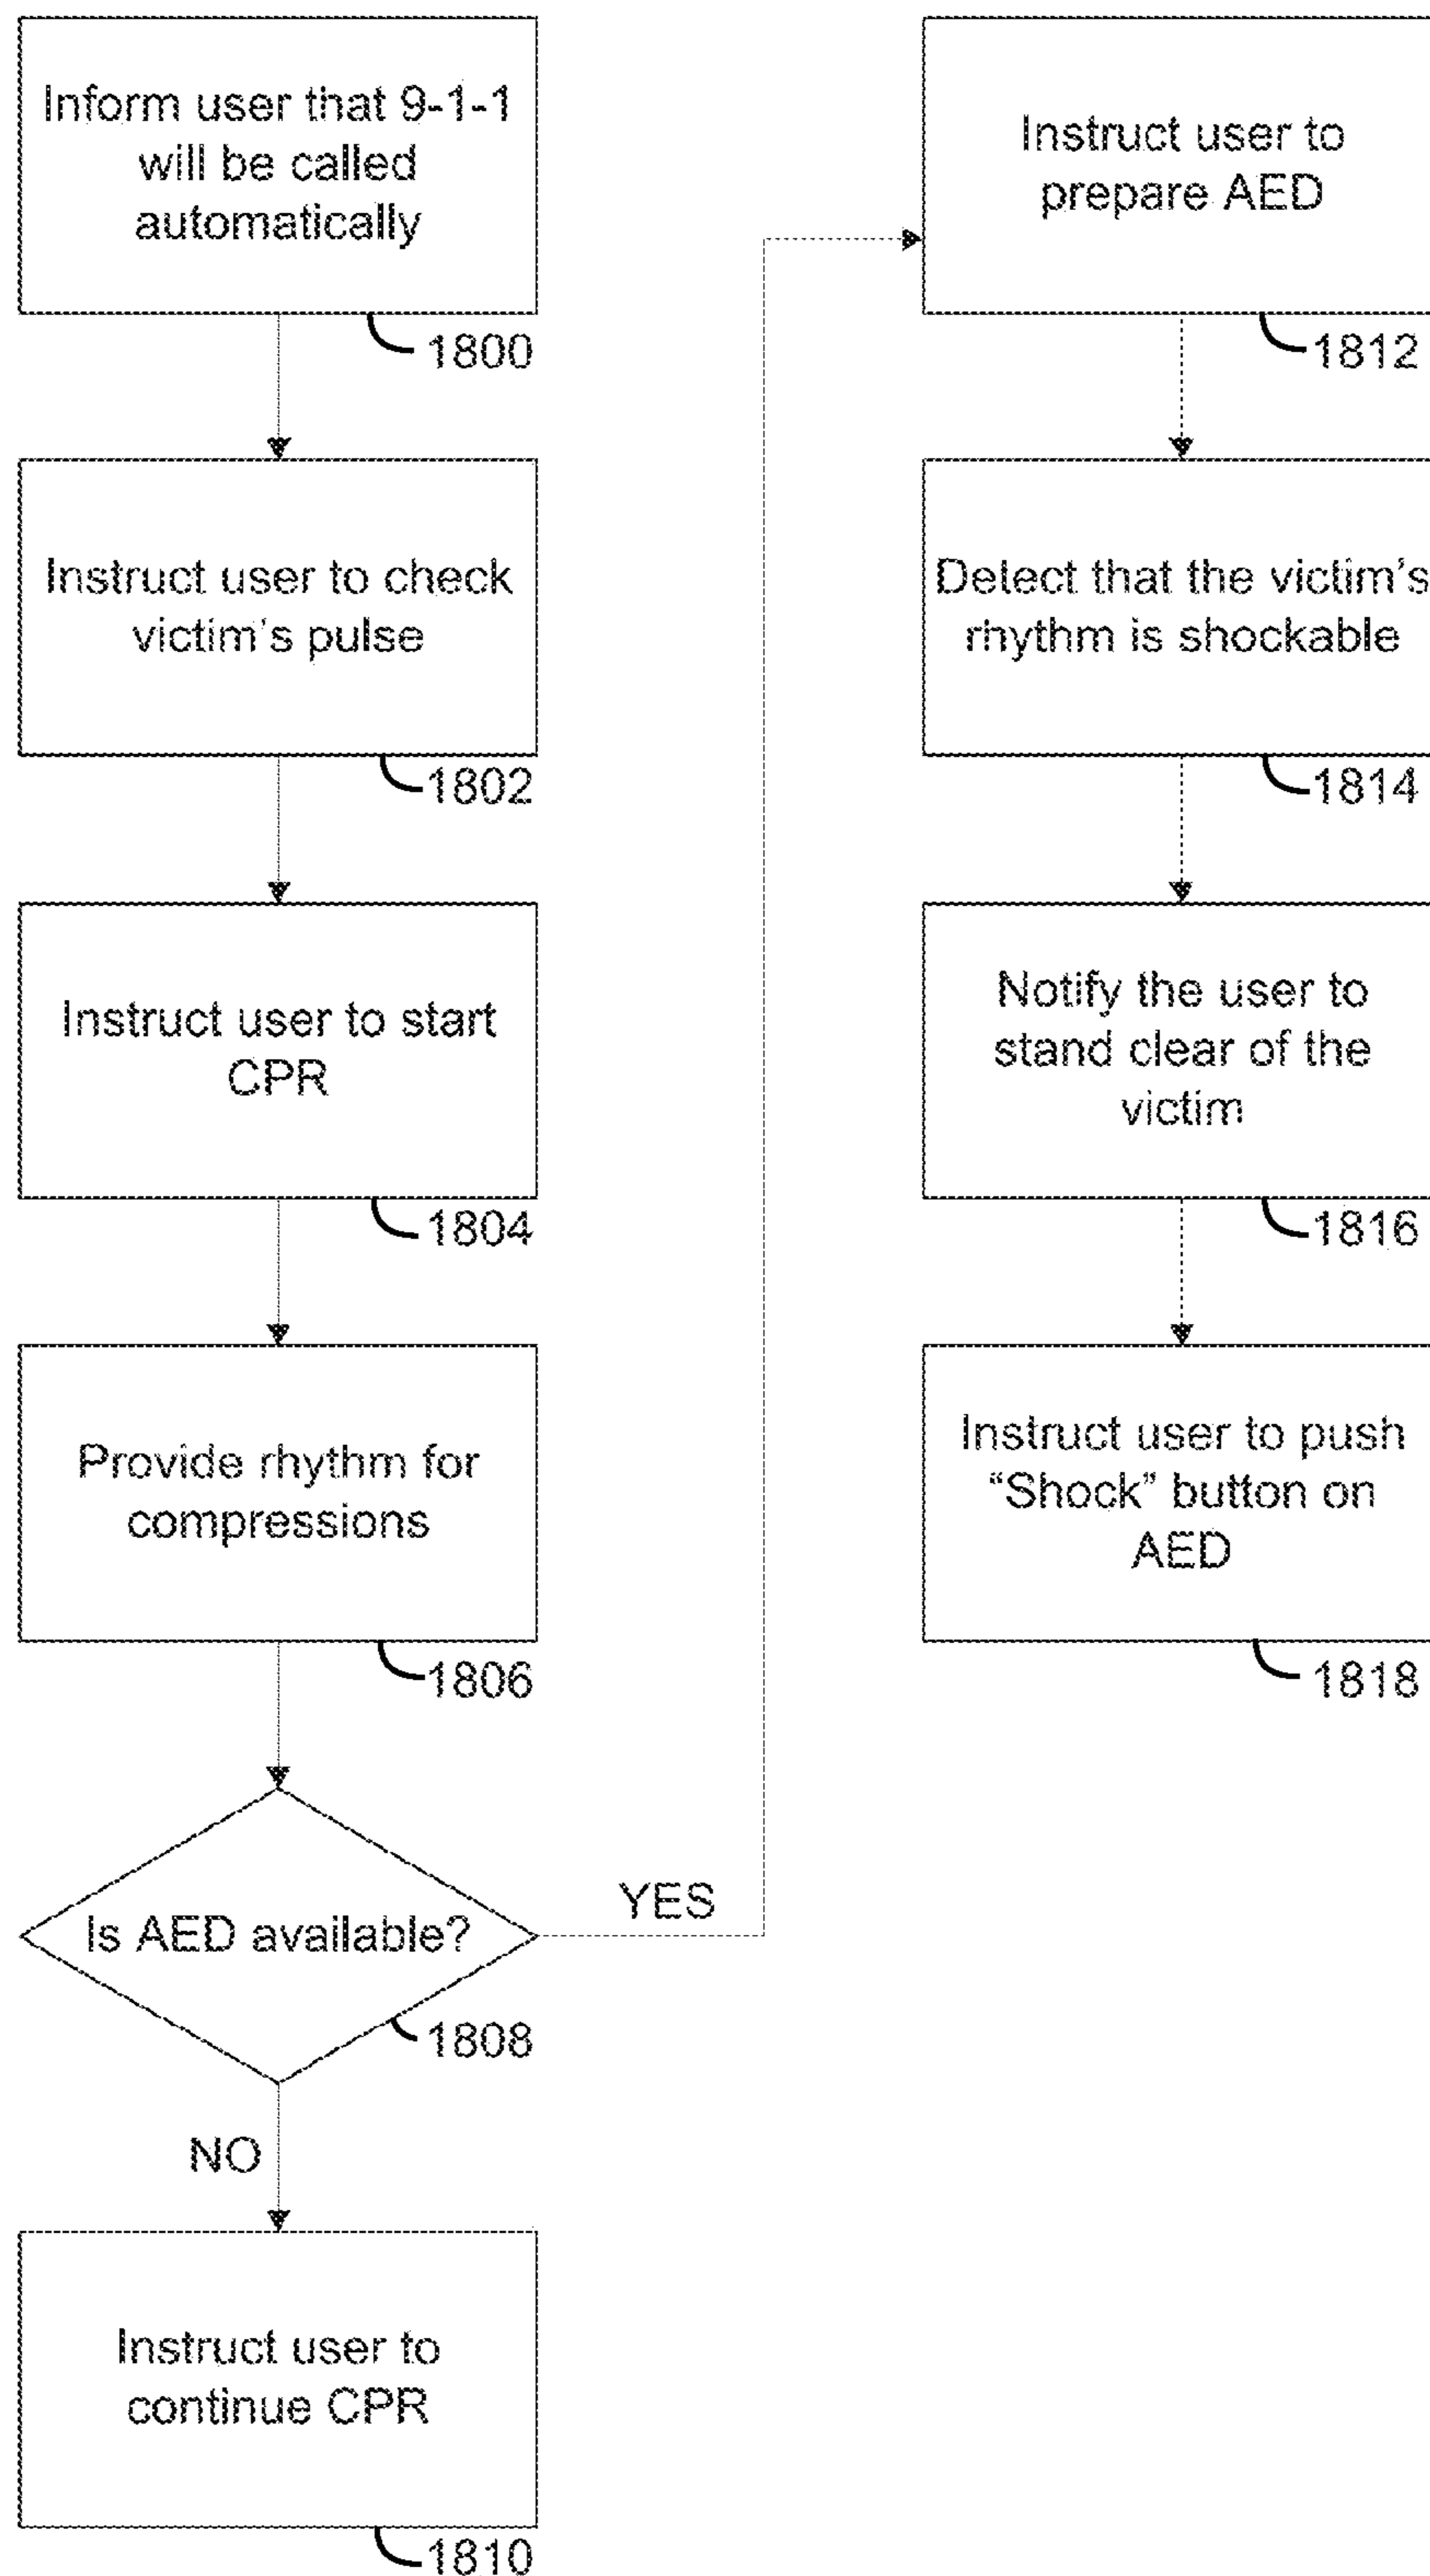 Inform user that 9-1-1
will be called
automatically
1800
Instruct user to check
victim's pulse
1802
Instruct user to start
CPR
1804
Provide rhythm for
compressions
1806
Is AED available?
1808
YES
NO
Instruct user to
continue CPR
1810
Instruct user to
prepare AED
1812
Detect that the victim's
rhythm is shockable
1814
Notify the user to
stand clear of the
victim
1816
Instruct user to push
“Shock” button on
AED
1818